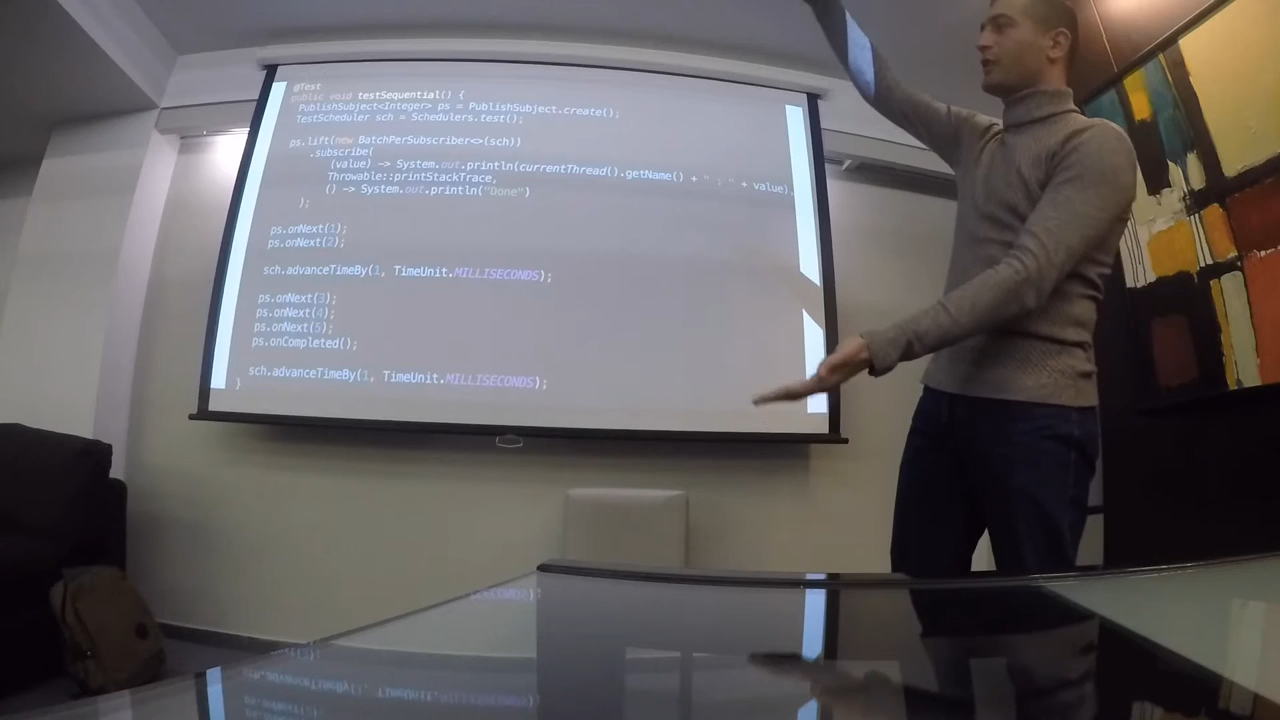 @Test
public void testSequential() {
PublishSubject<Integer> ps = PublishSubject.create();
TestScheduler sch = Schedulers.test();
ps.lift(new BatchPerSubscriber<>(sch))
.subscribe(
(value) -> System.out.println(currentThread().getName() + " : " + value),
Throwable::printStackTrace,
() -> System.out.println("Done")
);
ps.onNext(1);
ps.onNext(2);
sch.advanceTimeBy(1, TimeUnit.MILLISECONDS);
ps.onNext(3);
ps.onNext(4);
ps.onNext(5);
ps.onCompleted();
sch.advanceTimeBy(1, TimeUnit.MILLISECONDS);
}